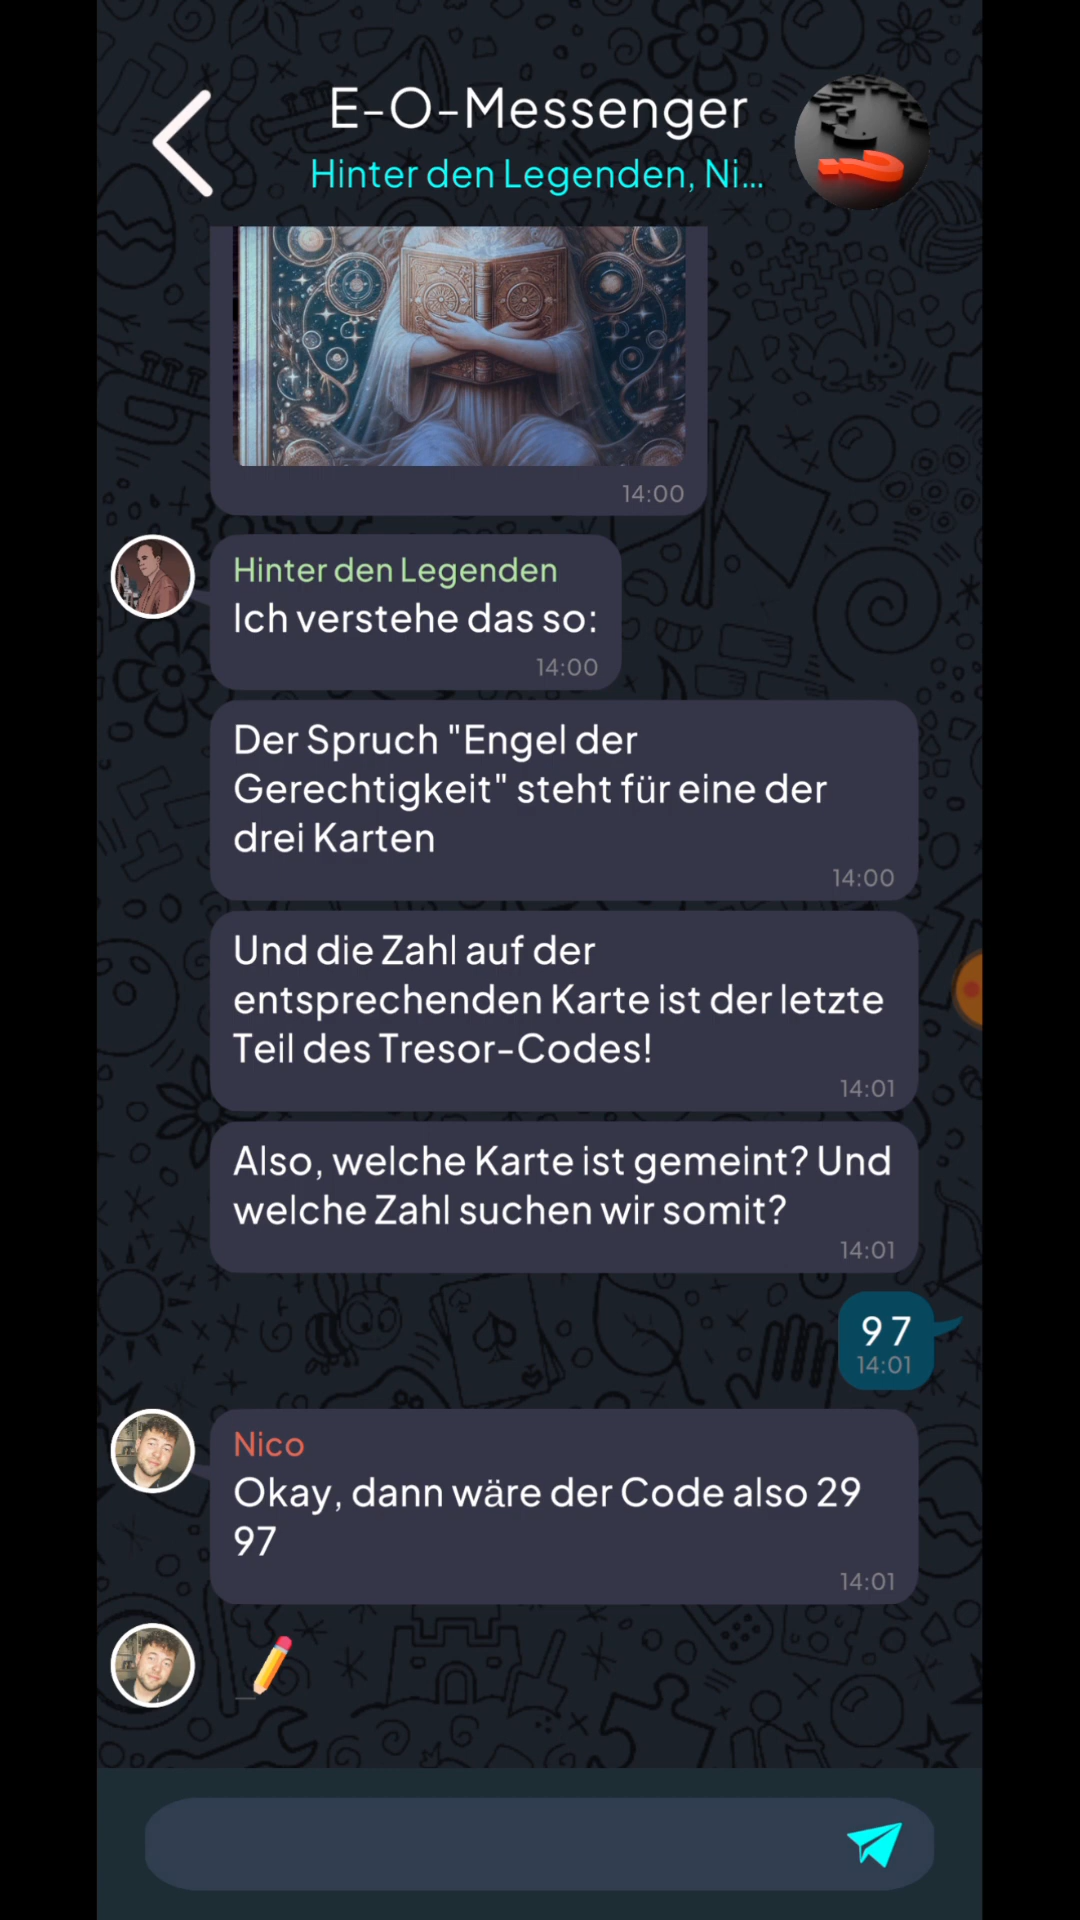 E-O-Messenger
Hinter den Legenden, Ni...
14:00
Hinter den Legenden
Ich verstehe das so:
14:00
Der Spruch "Engel der
Gerechtigkeit" steht für eine der
drei Karten
14:00
Und die Zahl auf der
entsprechenden Karte ist der letzte
Teil des Tresor-Codes!
14:01
Also, welche Karte ist gemeint? Und
welche Zahl suchen wir somit?
14:01
9 7
14:01
Nico
Okay, dann wäre der Code also 29
97
14:01